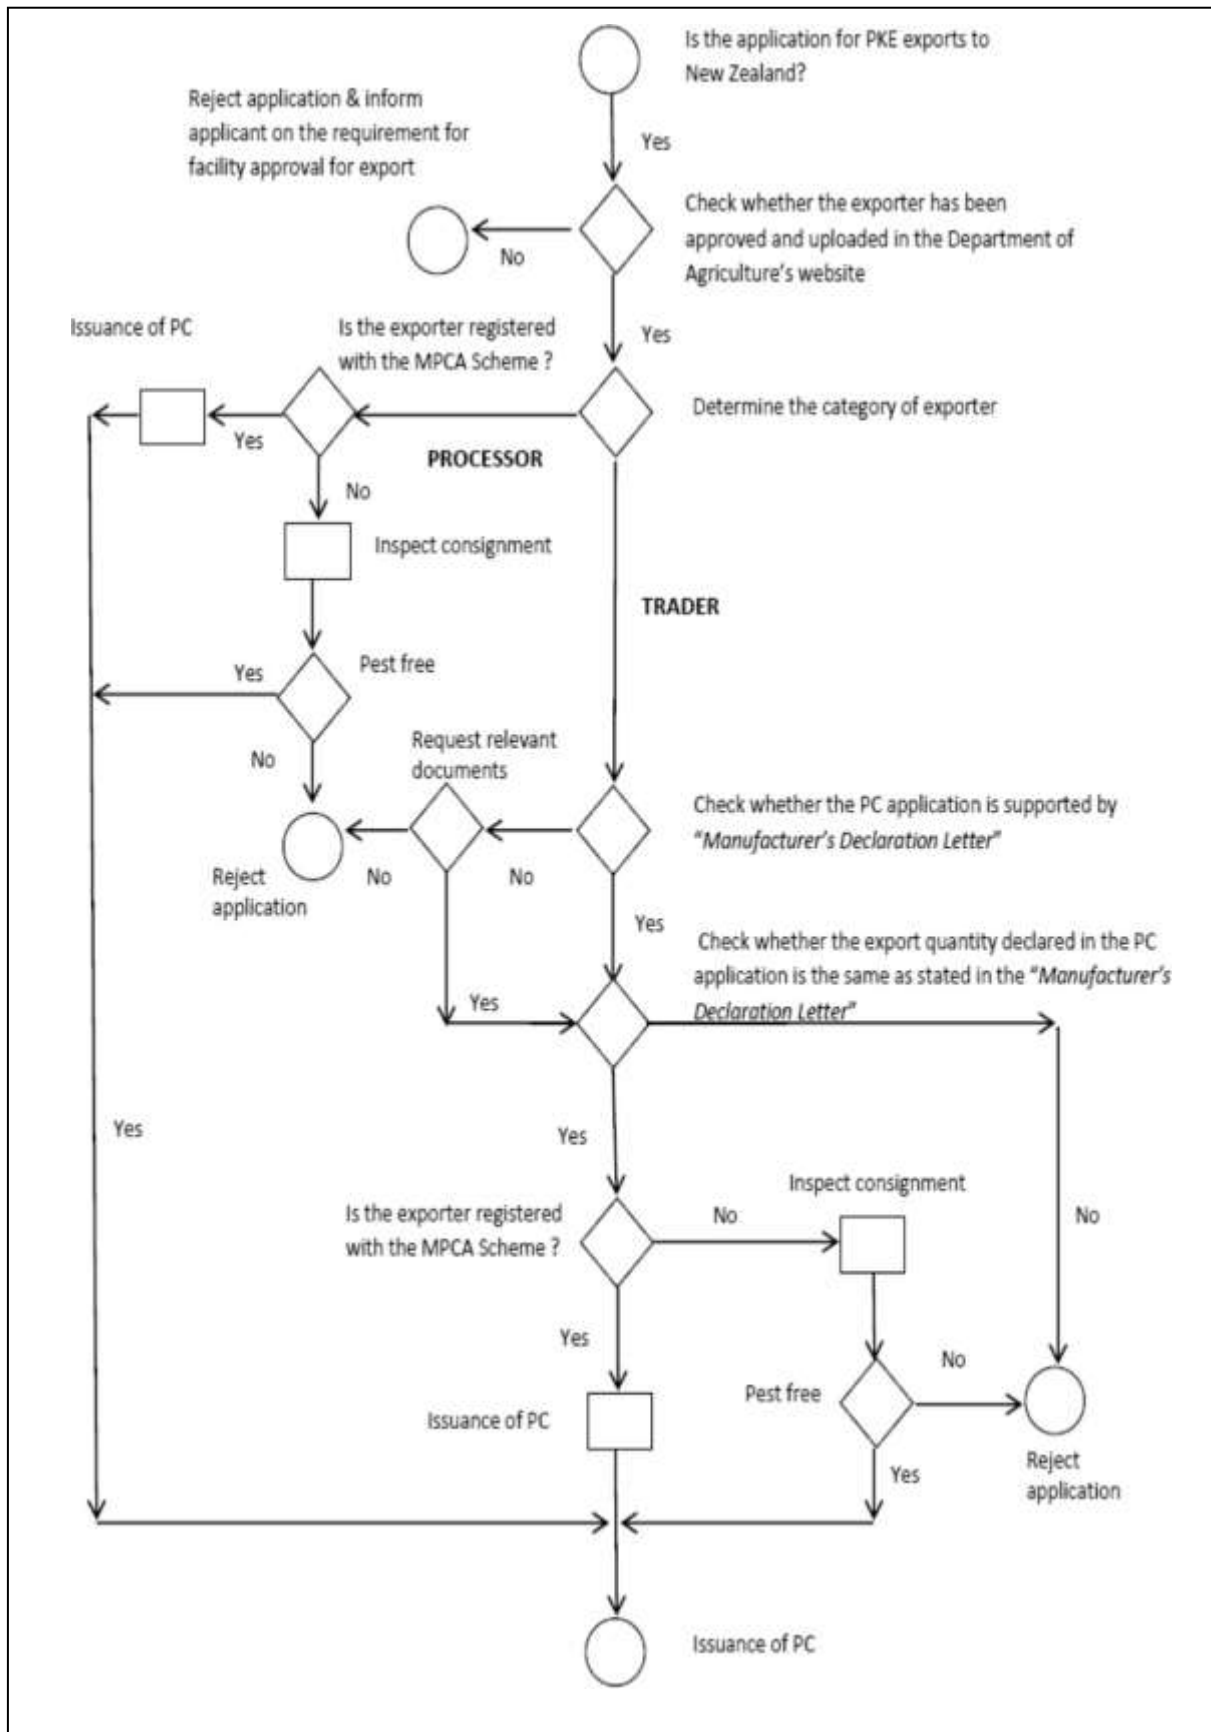 Is the application for PKE exports to
New Zealand?
Reject application & inform
applicant on the requirement for
facility approval for export
Yes
Check whether the exporter has been
approved and uploaded in the Department of
Agriculture's website
No
Issuance of PC
Is the exporter registered
with the MPCA Scheme ?
Yes
Determine the category of exporter
Yes
PROCESSOR
No
Inspect consignment
TRADER
Yes
Pest free
No
Request relevant
documents
Check whether the PC application is supported by
"Manufacturer's Declaration Letter"
Reject
application
No
No
Yes
Check whether the export quantity declared in the PC
application is the same as stated in the "Manufacturer's
Declaration Letter"
Yes
Yes
Yes
Inspect consignment
Is the exporter registered
with the MPCA Scheme ?
No
No
Yes
No
Pest free
Issuance of PC
Reject
application
Yes
Issuance of PC